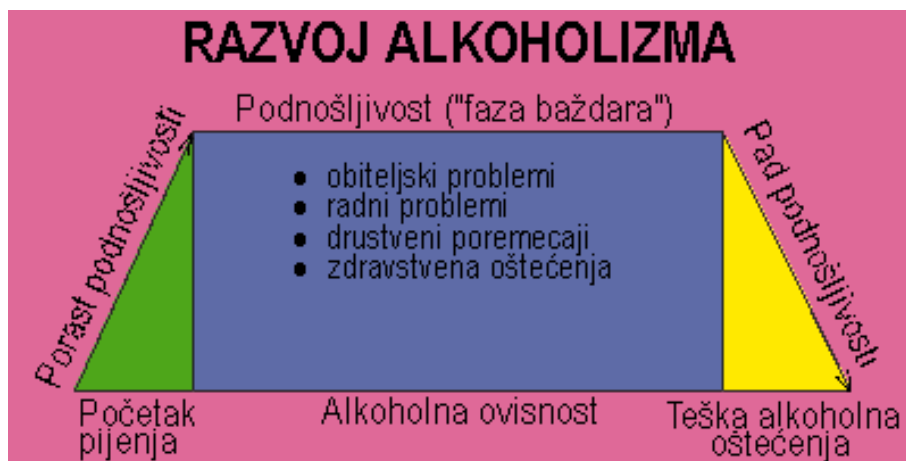 RAZVOJ ALKOHOLIZMA
Podnošljivost ("faza baždara")
Porast podnošljivosti
• obiteljski problemi
• radni problemi
• drustveni poremecaji
• zdravstvena oštećenja
Pad podnošljivosti
Početak
pijenja
Alkoholna ovisnost
Teška alkoholna
oštećenja